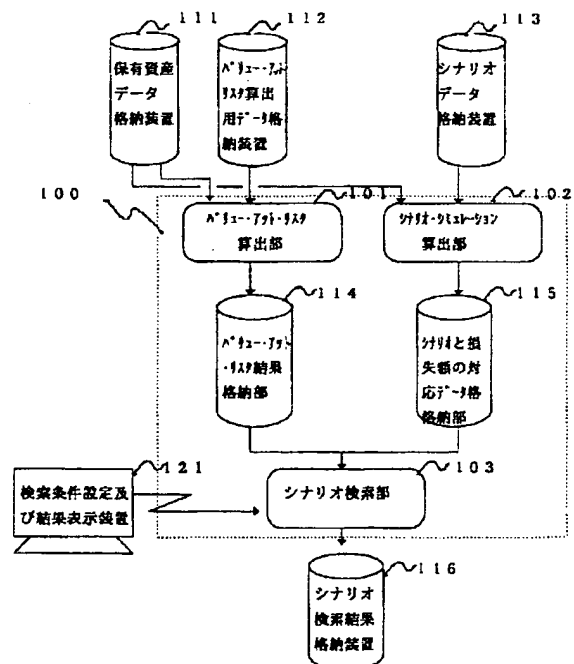 111
112
113
保有資産
データ
格納装置
バリュー・アット
リスク算出
用データ格
納装置
シナリオ
データ
格納装置
100
101
102
バリュー・アット・リスク
算出部
シナリオ・シミュレーション
算出部
114
115
バリュー・アット
・リスク結果
格納部
シナリオと損
失額の対
応データ格
格納部
121
103
検索条件設定及
び結果表示装置
シナリオ検索部
116
シナリオ
検索結果
格納装置